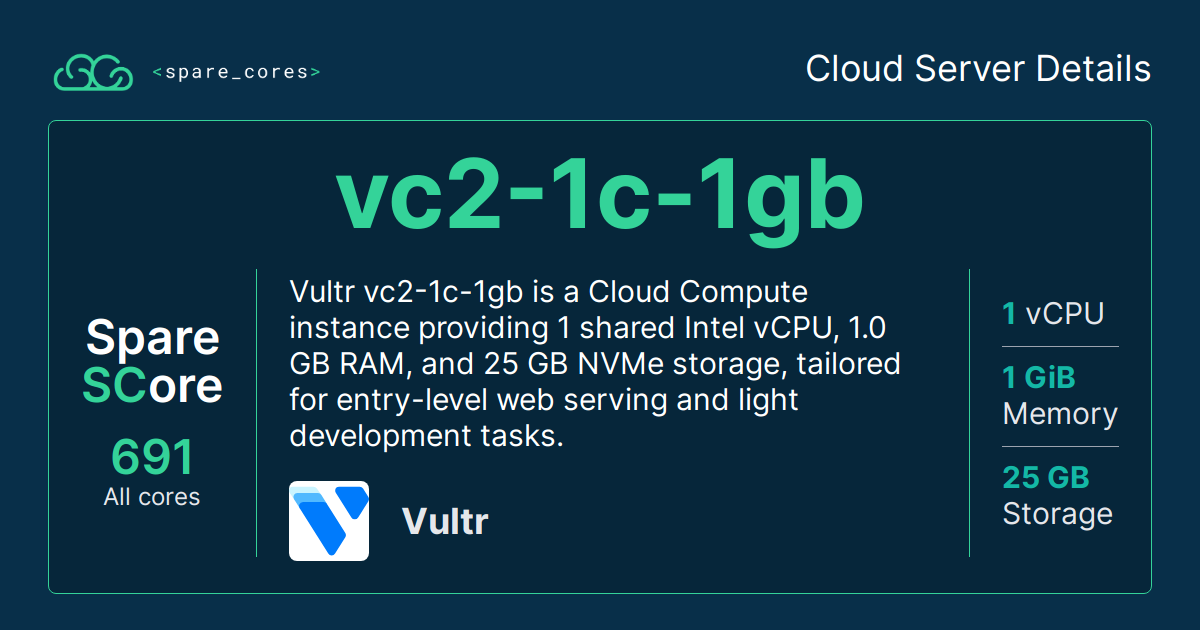 <spare_cores>
Cloud Server Details
vc2-1c-1gb
Spare
SCore
691
All cores
Vultr vc2-1c-1gb is a Cloud Compute
instance providing 1 shared Intel vCPU, 1.0
GB RAM, and 25 GB NVMe storage, tailored
for entry-level web serving and light
development tasks.
Vultr
1 vCPU
1 GiB
Memory
25 GB
Storage